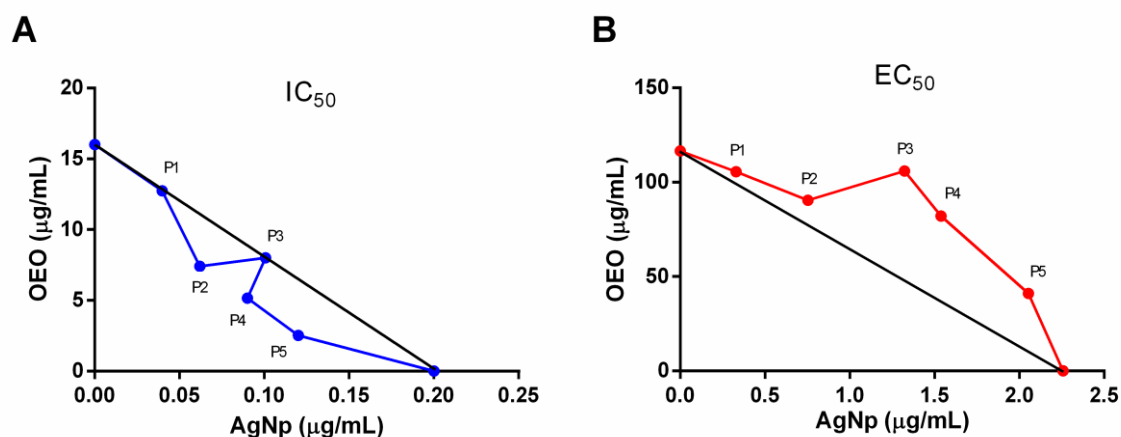 A
IC50
20
15
10
5
0
OEO (µg/mL)
P1
P2
P3
P4
P5
0.00 0.05 0.10 0.15 0.20 0.25
AgNp (µg/mL)
B
EC50
150
100
50
0
OEO (µg/mL)
P1
P2
P3
P4
P5
0.0 0.5 1.0 1.5 2.0 2.5
AgNp (µg/mL)